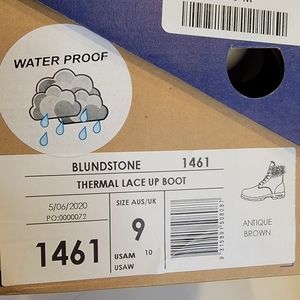 WATER PROOF
BLUNDSTONE 1461
THERMAL LACE UP BOOT
5/06/2020
PO:0000072
1461
SIZE AUS/UK
9
USAM 10
USAW
ANTIQUE
BROWN